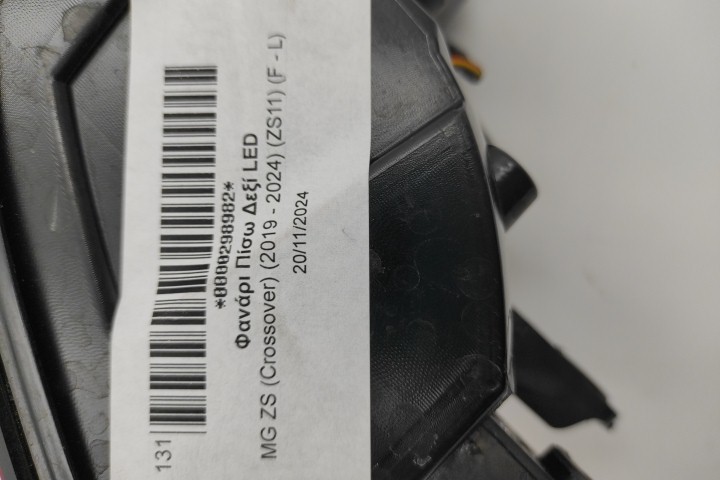 131
*0000298982*
Φανάρι Πίσω Δεξί LED
MG ZS (Crossover) (2019 - 2024) (ZS11) (F - L)
20/11/2024